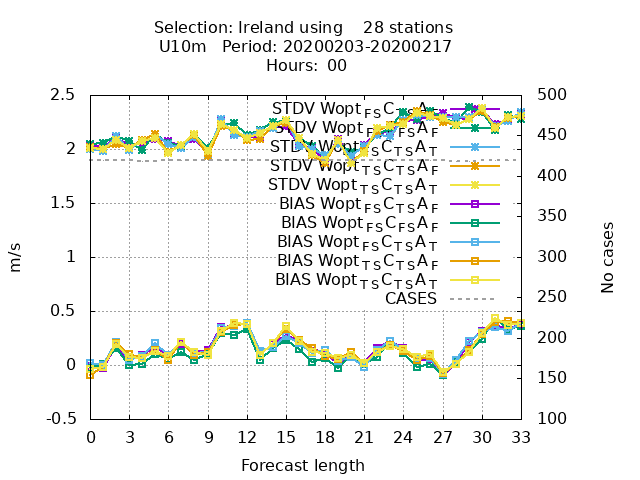 Selection: Ireland using 28 stations
U10m Period: 20200203-20200217
Hours: 00
STDV Wopt FS C TS A F
STDV Wopt FS C FS A F
STDV Wopt FS C TS A T
STDV Wopt TS C TS A F
STDV Wopt TS C TS A T
BIAS Wopt FS C TS A F
BIAS Wopt FS C FS A F
BIAS Wopt FS C TS A T
BIAS Wopt TS C TS A F
BIAS Wopt TS C TS A T
CASES
2.5
2
1.5
1
0.5
0
-0.5
m/s
500
450
400
350
300
250
200
150
100
No cases
0 3 6 9 12 15 18 21 24 27 30 33
Forecast length